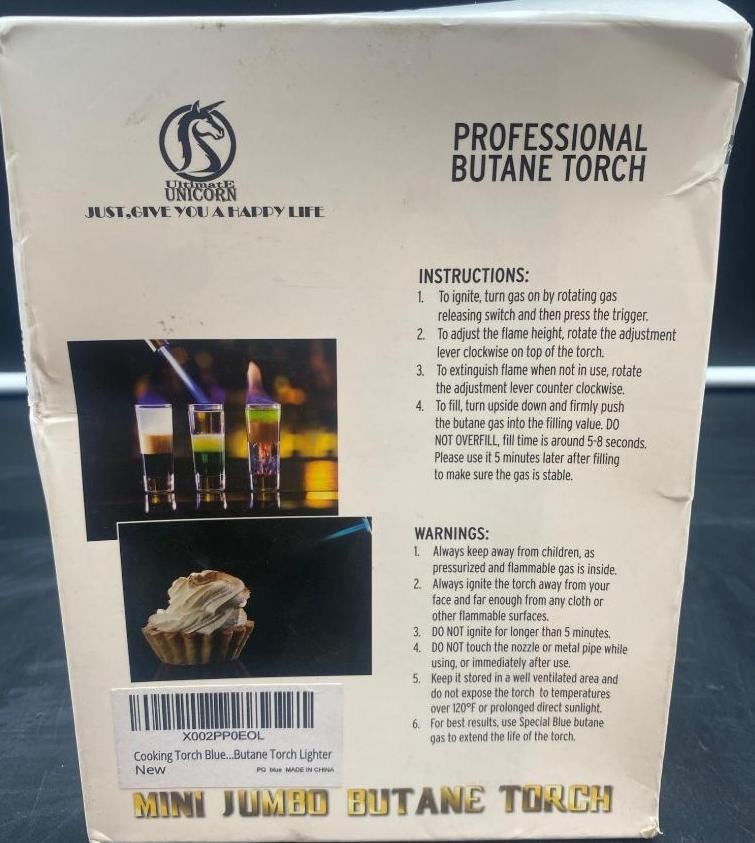 UltimatE
UNICORN
JUST,GIVE YOU A HAPPY LIFE
PROFESSIONAL
BUTANE TORCH
INSTRUCTIONS:
1. To ignite, turn gas on by rotating gas
releasing switch and then press the trigger.
2. To adjust the flame height, rotate the adjustment
lever clockwise on top of the torch.
3. To extinguish flame when not in use, rotate
the adjustment lever counter clockwise.
4. To fill, turn upside down and firmly push
the butane gas into the filling value. DO
NOT OVERFILL, fill time is around 5-8 seconds.
Please use it 5 minutes later after filling
to make sure the gas is stable.
WARNINGS:
1. Always keep away from children, as
pressurized and flammable gas is inside.
2. Always ignite the torch away from your
face and far enough from any cloth or
other flammable surfaces.
3. DO NOT ignite for longer than 5 minutes.
4. DO NOT touch the nozzle or metal pipe while
using, or immediately after use.
5. Keep it stored in a well ventilated area and
do not expose the torch to temperatures
over 120°F or prolonged direct sunlight.
6. For best results, use Special Blue butane
gas to extend the life of the torch.
X002PP0EOL
Cooking Torch Blue...Butane Torch Lighter
New
PG blue MADE IN CHINA
MINI JUMBO BUTANE TORCH